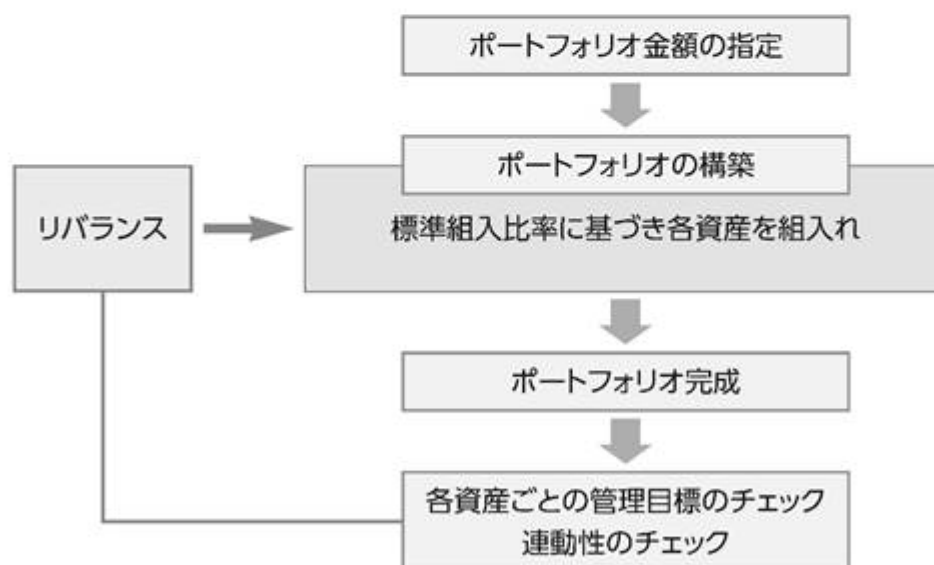 ポートフォリオ金額の指定
ポートフォリオの構築
リバランス
標準組入比率に基づき各資産を組入れ
ポートフォリオ完成
各資産ごとの管理目標のチェック
連動性のチェック